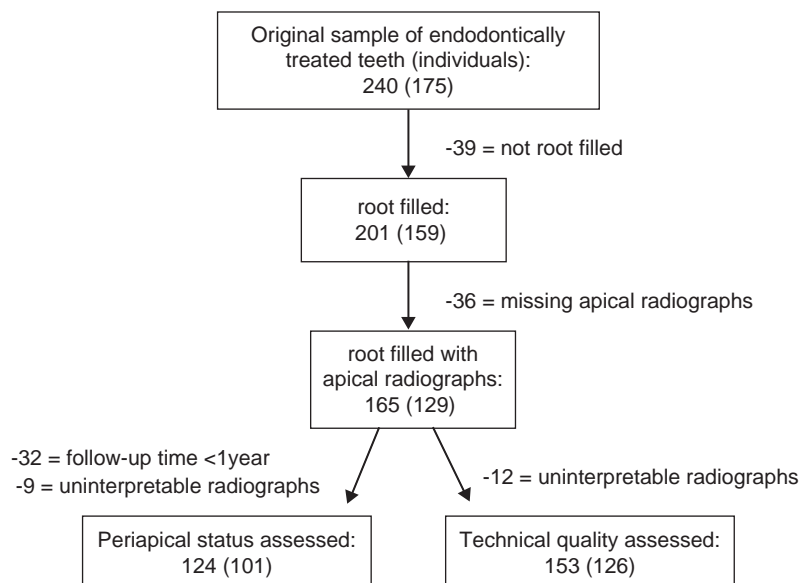 Original sample of endodontically
treated teeth (individuals):
240 (175)
-39 = not root filled
root filled:
201 (159)
-36 = missing apical radiographs
root filled with
apical radiographs:
165 (129)
-32 = follow-up time <1year
-9 = uninterpretable radiographs
-12 = uninterpretable radiographs
Periapical status assessed:
124 (101)
Technical quality assessed:
153 (126)